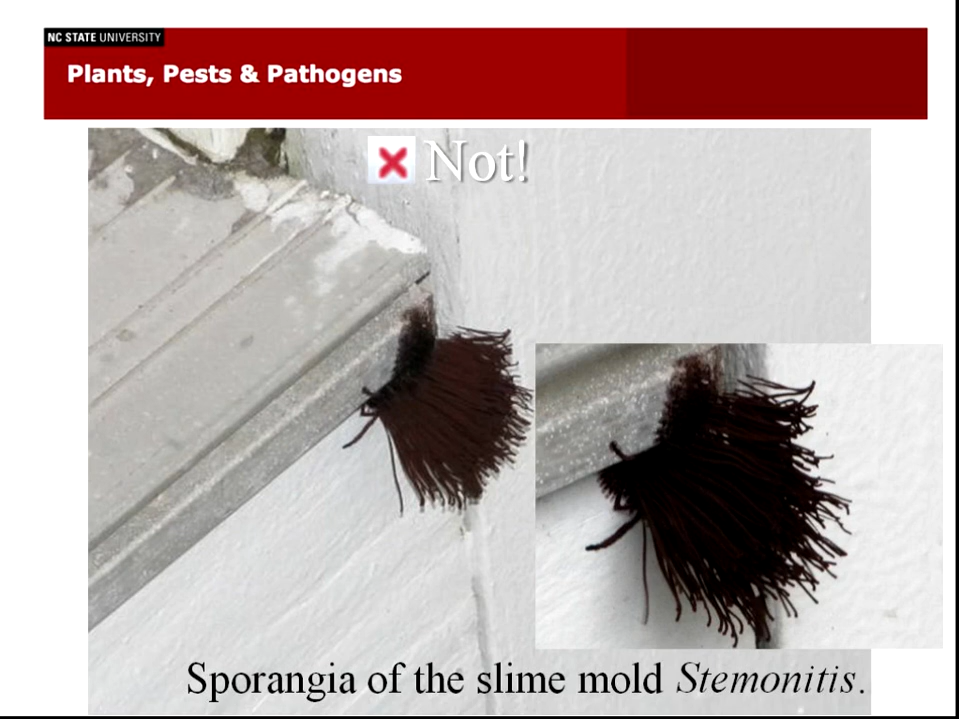 NC STATE UNIVERSITY
Plants, Pests & Pathogens
Not!
Sporangia of the slime mold Stemonitis.